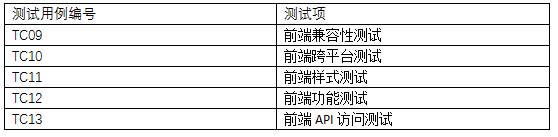 测试用例编号 测试项
TC09 前端兼容性测试
TC10 前端跨平台测试
TC11 前端样式测试
TC12 前端功能测试
TC13 前端 API 访问测试